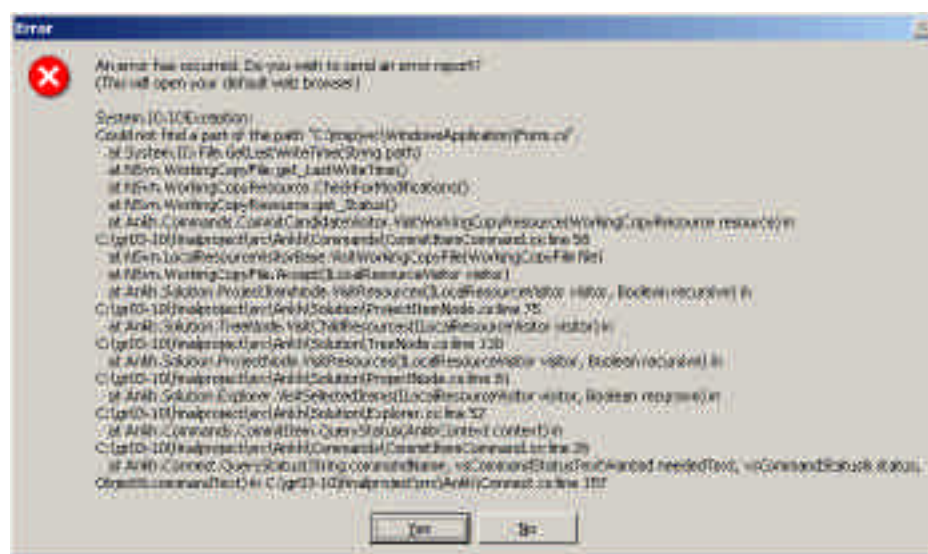 Error
An error has occurred. Do you wish to send an error report?
(This will open your default web browser)
System.IO.IOException:
Could not find a part of the path "C:\tmp\wc\WindowsApplication\Form.cs"
at System.IO.File.GetLastWriteTime(String path)
at NSvn.WorkingCopyFile.get_LastWriteTime()
at NSvn.WorkingCopyResource.CheckForModifications()
at NSvn.WorkingCopyResource.get_Status()
at Ankh.Commands.CommitCandidateVisitor.VisitWorkingCopyResource(WorkingCopyResource resource) in
C:\gr03-10\finalproject\src\Ankh\Commands\CommitItemCommand.cs:line
at NSvn.LocalResourceVisitorBase.VisitWorkingCopyFile(WorkingCopyFile file)
at NSvn.WorkingCopyFile.Accept(ILocalResourceVisitor visitor)
at Ankh.Solution.ProjectItemNode.VisitResources(ILocalResourceVisitor visitor, Boolean recursive) in
C:\gr03-10\finalproject\src\Ankh\Solution\ProjectItemNode.cs:line 75
at Ankh.Solution.TreeNode.VisitChildResources(ILocalResourceVisitor visitor) in
C:\gr03-10\finalproject\src\Ankh\Solution\TreeNode.cs:line
at Ankh.Solution.ProjectNode.VisitResources(ILocalResourceVisitor visitor, Boolean recursive) in
C:\gr03-10\finalproject\src\Ankh\Solution\ProjectNode.cs:line
at Ankh.Solution.Explorer.VisitSelectedItems(ILocalResourceVisitor visitor, Boolean recursive) in
C:\gr03-10\finalproject\src\Ankh\Solution\Explorer.cs:line 57
at Ankh.Commands.CommitItem.QueryStatus(AnkhContext context) in
C:\gr03-10\finalproject\src\Ankh\Commands\CommitItemCommand.cs:line
at Ankh.Connect.QueryStatus(String commandName, vsCommandStatusTextWanted neededText, vsCommandStatus& status,
Object& commandText) in C:\gr03-10\finalproject\src\Ankh\Connect.cs:line
Yes
No